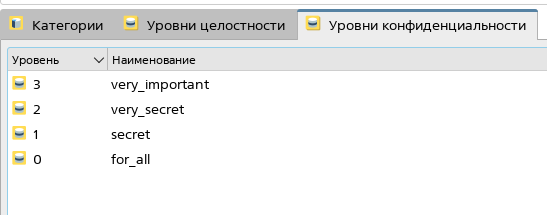 Категории Уровни целостности Уровни конфиденциальности
Уровень Наименование
3 very_important
2 very_secret
1 secret
0 for_all